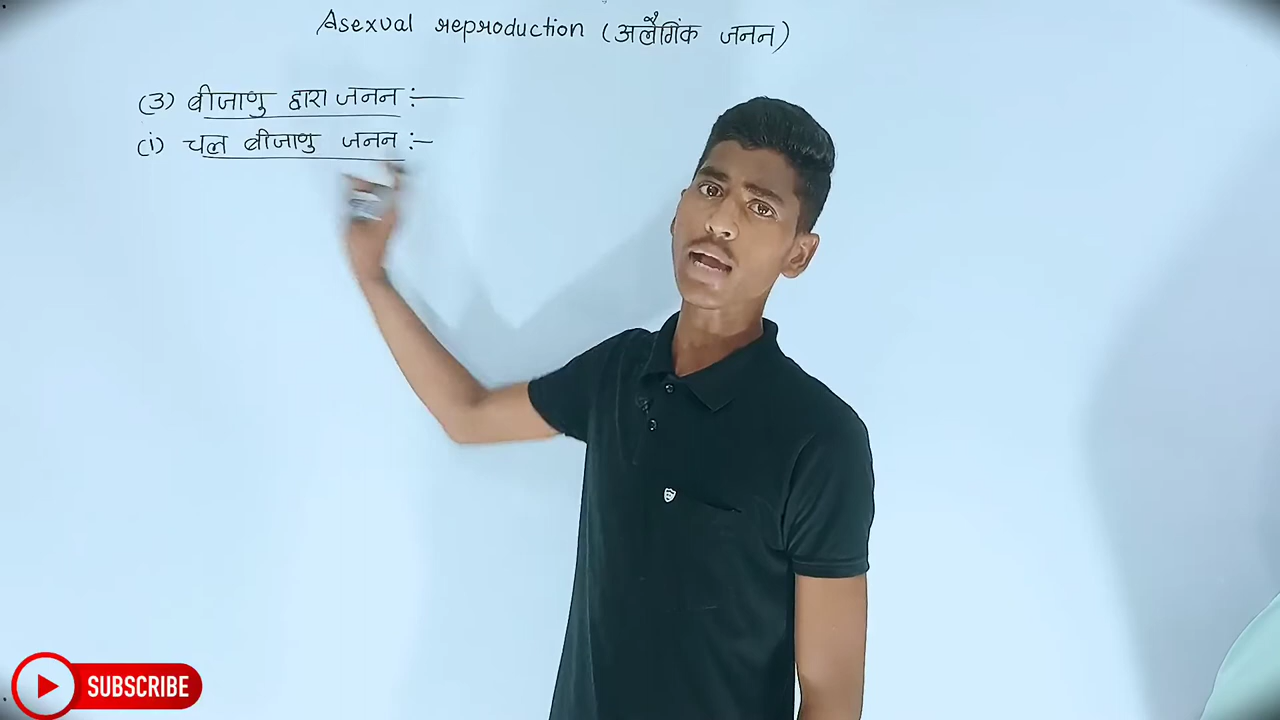 Asexual reproduction (अलैगिंक जनन)
(3) बीजाणु द्वारा जनन :—
(i) चल बीजाणु जनन :—
SUBSCRIBE